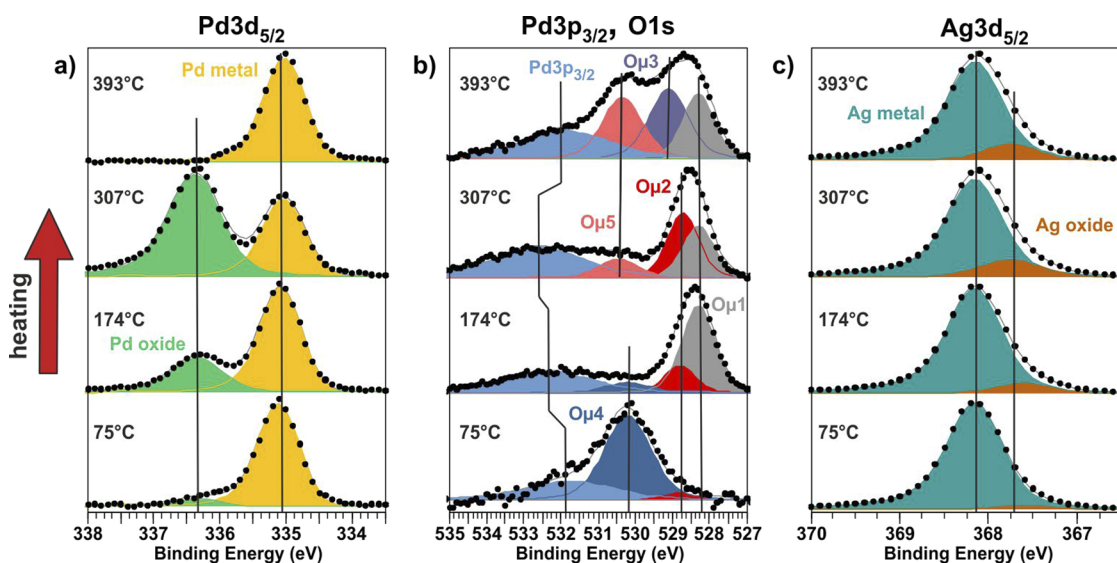 Pd3d5/2
Pd3p3/2, O1s
Ag3d5/2
a)
393°C
Pd metal
307°C
174°C
Pd oxide
75°C
338 337 336 335 334
Binding Energy (eV)
heating
b)
393°C
Pd3p3/2
Oμ3
307°C
Oμ2
Oμ5
174°C
Oμ1
75°C
Oμ4
535 534 533 532 531 530 529 528 527
Binding Energy (eV)
c)
393°C
Ag metal
307°C
Ag oxide
174°C
75°C
370 369 368 367
Binding Energy (eV)